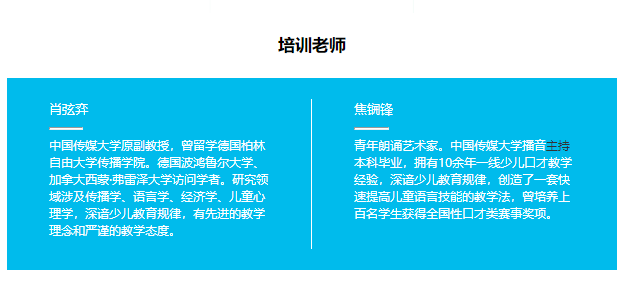 培训老师
肖弦弈
中国传媒大学原副教授，曾留学德国柏林
自由大学传播学院。德国波鸿鲁尔大学、
加拿大西蒙·弗雷泽大学访问学者。研究领
域涉及传播学、语言学、经济学、儿童心
理学，深谙少儿教育规律，有先进的教学
理念和严谨的教学态度。
焦锎锋
青年朗诵艺术家。中国传媒大学播音主持
本科毕业，拥有10余年一线少儿口才教学
经验，深谙少儿教育规律，创造了一套快
速提高儿童语言技能的教学法，曾培养上
百名学生获得全国性口才类赛事奖项。